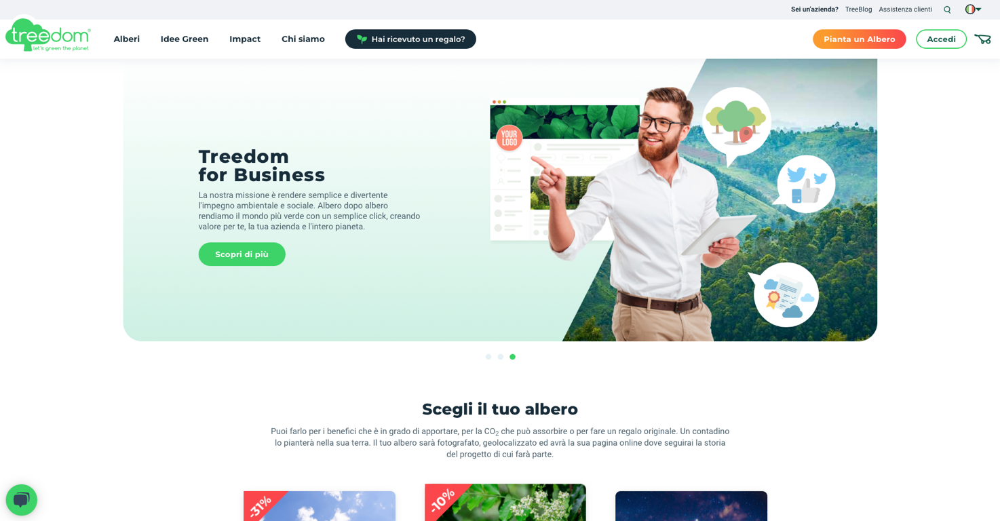 Sei un'azienda? TreeBlog Assistenza clienti
treedom®
let's green the planet
Alberi Idee Green Impact Chi siamo Hai ricevuto un regalo? Pianta un Albero Accedi
YOUR
LOGO
Treedom
for Business
La nostra missione è rendere semplice e divertente
l'impegno ambientale e sociale. Albero dopo albero
rendiamo il mondo più verde con un semplice click, creando
valore per te, la tua azienda e l'intero pianeta.
Scopri di più
Scegli il tuo albero
Puoi farlo per i benefici che è in grado di apportare, per la CO2 che può assorbire o per fare un regalo originale. Un contadino
lo pianterà nella sua terra. Il tuo albero sarà fotografato, geolocalizzato ed avrà la sua pagina online dove seguirai la storia
del progetto di cui farà parte.
-31%
-10%